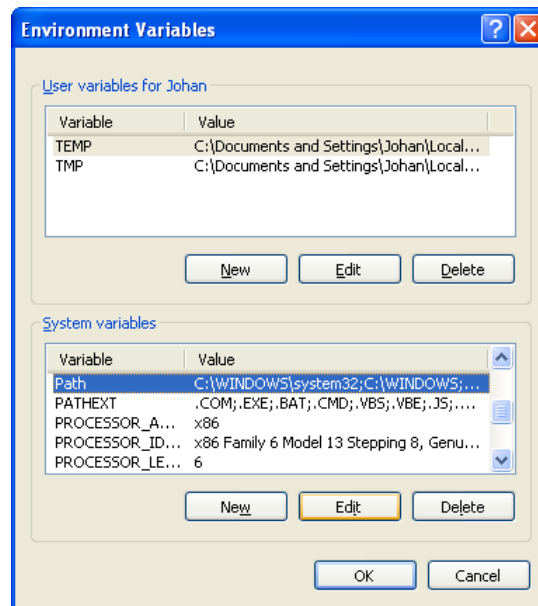 Environment Variables
User variables for Johan
Variable Value
TEMP C:\Documents and Settings\Johan\Local...
TMP C:\Documents and Settings\Johan\Local...
New Edit Delete
System variables
Variable Value
Path C:\WINDOWS\system32;C:\WINDOWS;...
PATHEXT .COM;.EXE;.BAT;.CMD;.VBS;.VBE;.JS;....
PROCESSOR_A... x86
PROCESSOR_ID... x86 Family 6 Model 13 Stepping 8, Genu...
PROCESSOR_LE... 6
New Edit Delete
OK Cancel